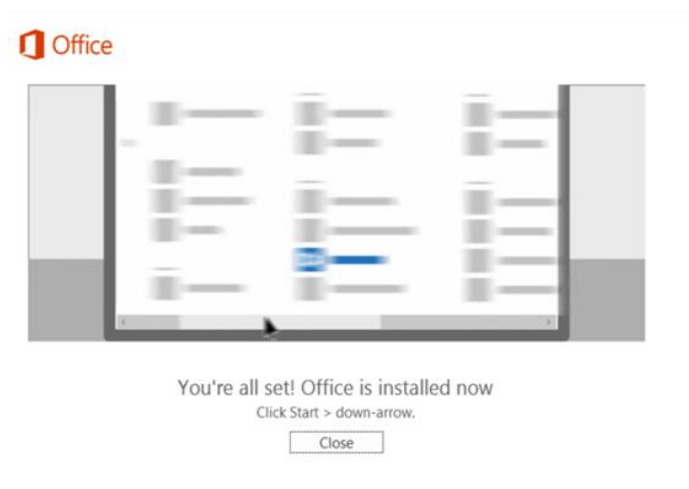 Office
You're all set! Office is installed now
Click Start > down-arrow.
Close